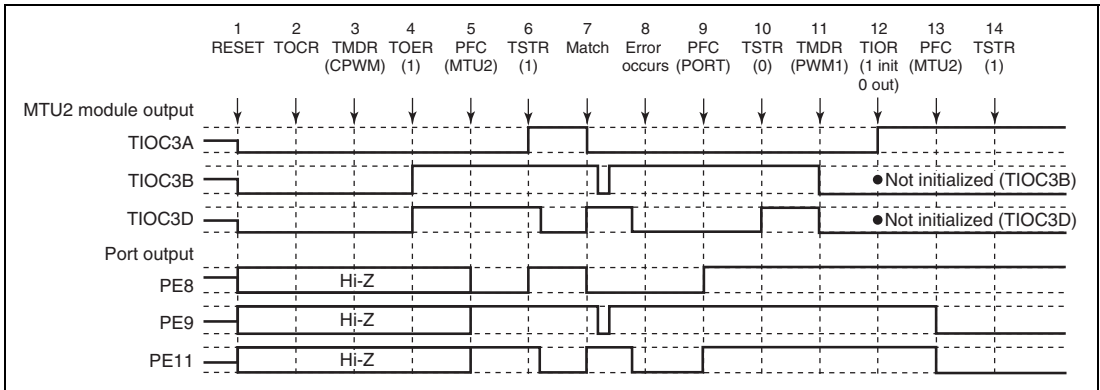 1 2 3 4 5 6 7 8 9 10 11 12 13 14
RESET TOCR TMDR TOER PFC TSTR Match Error PFC TSTR TMDR TIOR PFC TSTR
(CPWM) (1) (MTU2) (1) occurs (PORT) (0) (PWM1) (1 init (MTU2) (1)
0 out)
MTU2 module output
TIOC3A
TIOC3B
●Not initialized (TIOC3B)
TIOC3D
●Not initialized (TIOC3D)
Port output
PE8
Hi-Z
PE9
Hi-Z
PE11
Hi-Z